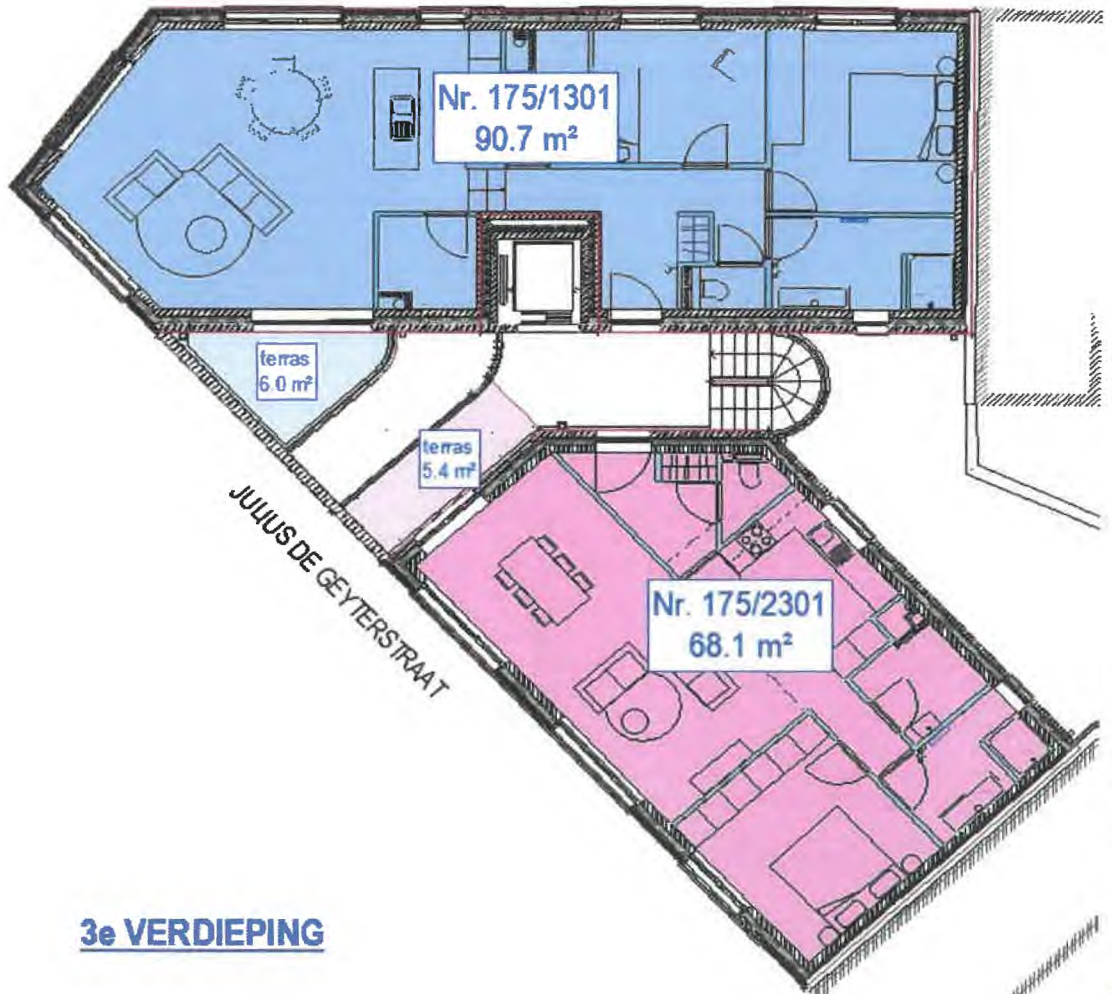 Nr. 175/1301
90.7 m²
terras
6.0 m²
terras
5.4 m²
JULIUS DE GEYTERSTRAAT
Nr. 175/2301
68.1 m²
3e VERDIEPING